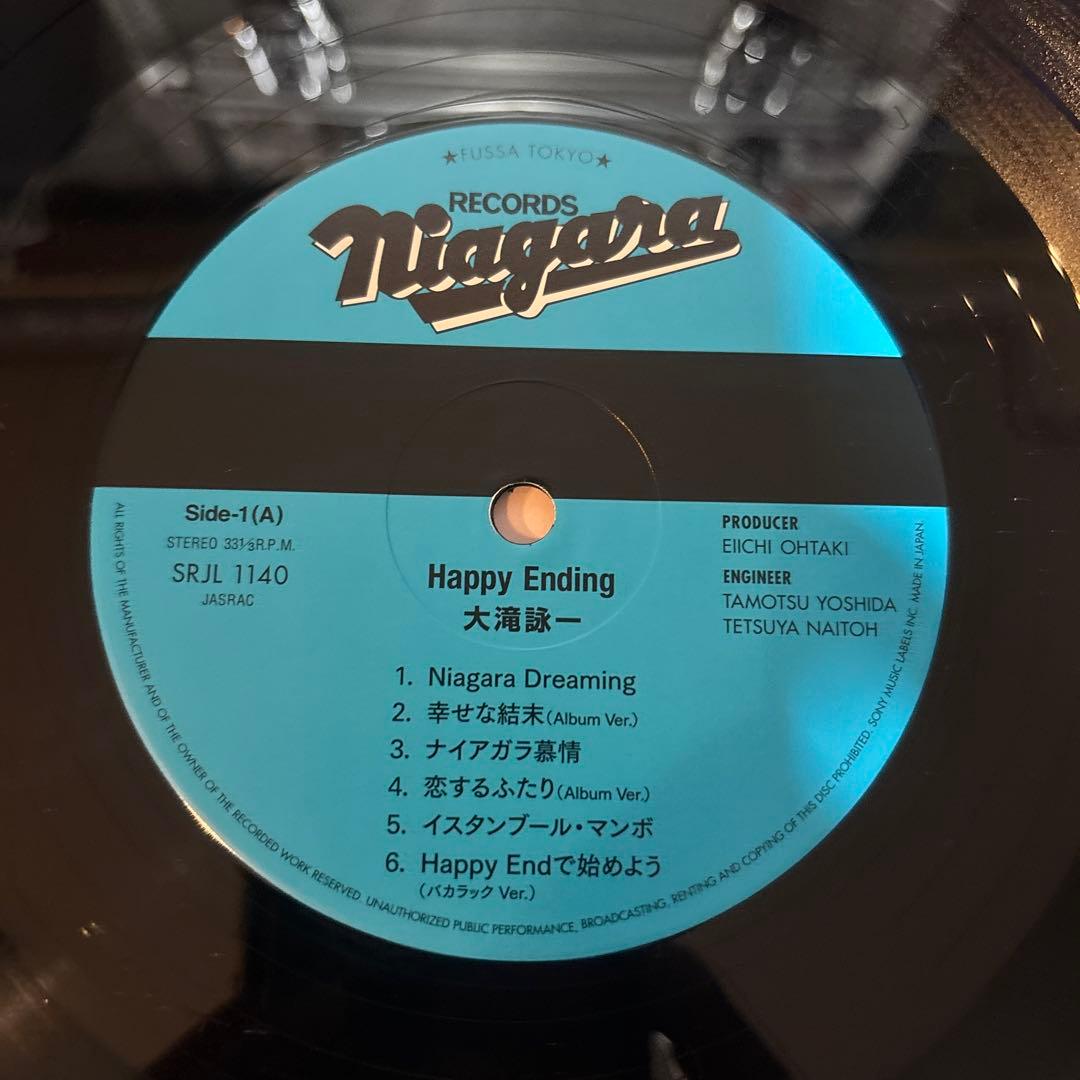 ★FUSSA TOKYO★
RECORDS
Niagara
Side-1(A)
STEREO 33⅓R.P.M.
SRJL 1140
JASRAC
PRODUCER
EIICHI OHTAKI
ENGINEER
TAMOTSU YOSHIDA
TETSUYA NAITOH
Happy Ending
大滝詠一
1. Niagara Dreaming
2. 幸せな結末(Album Ver.)
3. ナイアガラ慕情
4. 恋するふたり(Album Ver.)
5. イスタンブール・マンボ
6. Happy Endで始めよう
(バカラック Ver.)
ALL RIGHTS OF THE MANUFACTURER AND OF THE OWNER OF THE RECORDED WORK RESERVED. UNAUTHORIZED PUBLIC PERFORMANCE, BROADCASTING, RENTING AND COPYING OF THIS DISC PROHIBITED. SONY MUSIC LABELS INC. MADE IN JAPAN.